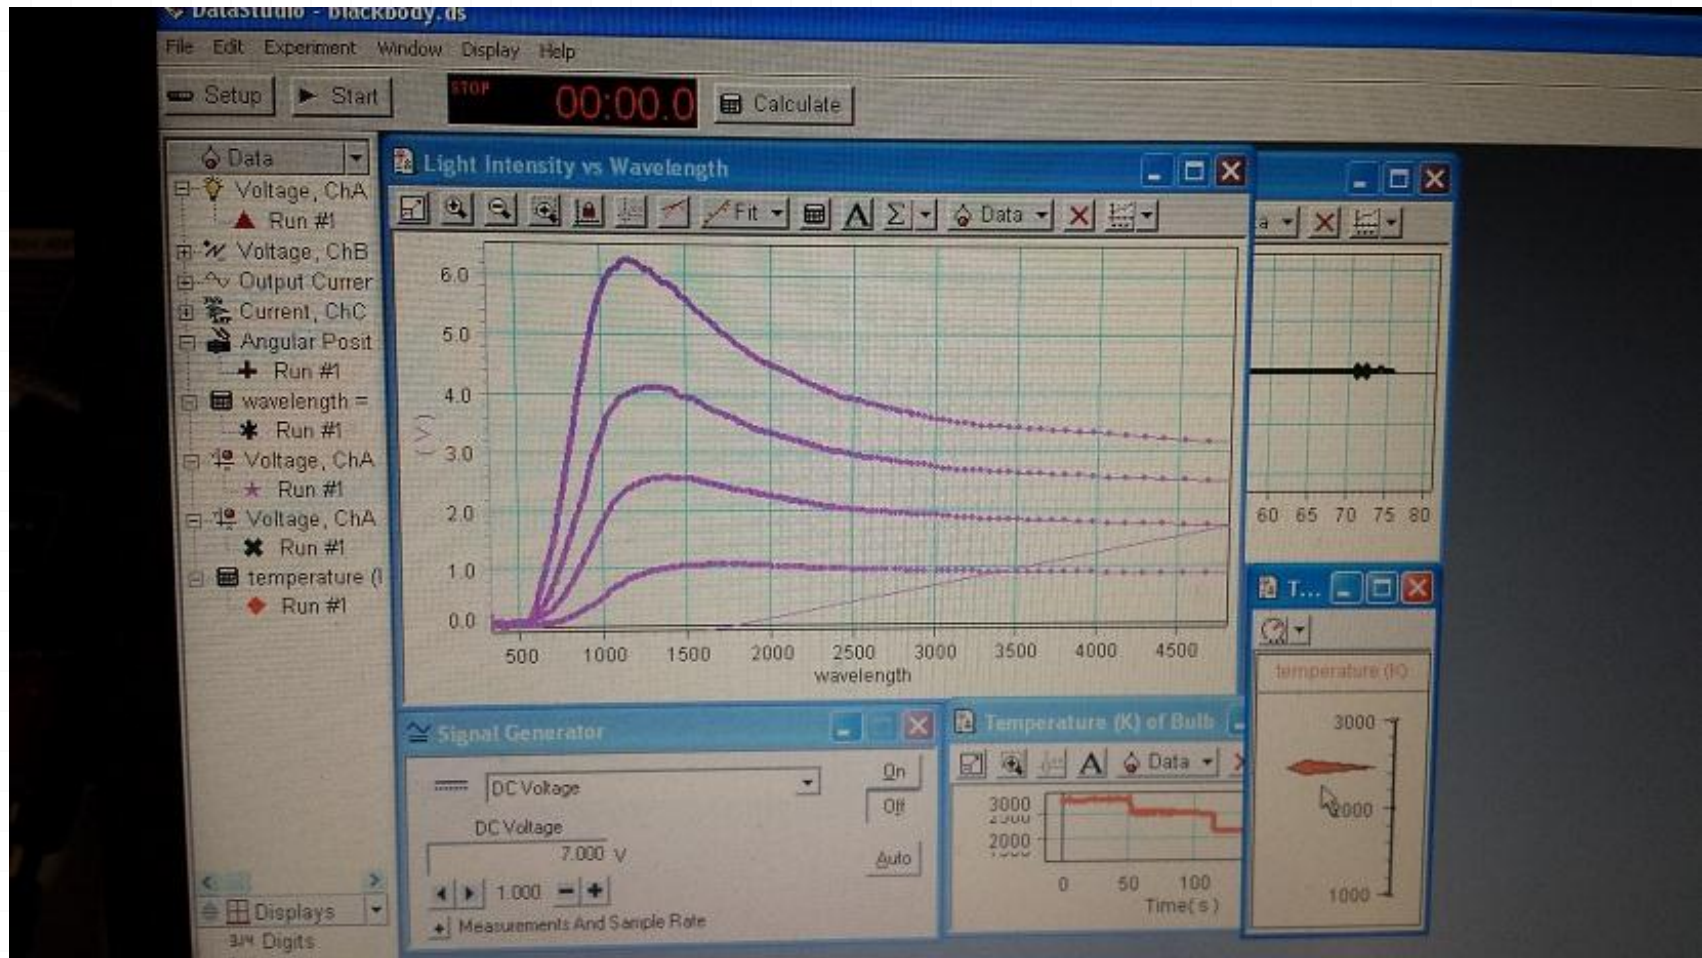 DataStudio - blackbody.ds
File Edit Experiment Window Display Help
Setup Start STOP 00:00.0 Calculate
Data
Voltage, ChA
Run #1
Voltage, ChB
Output Currer
Current, ChC
Angular Posit
Run #1
wavelength =
Run #1
Voltage, ChA
Run #1
Voltage, ChA
Run #1
temperature (
Run #1
Displays
Digits
Light Intensity vs Wavelength
Fit A Σ Data
6.0
5.0
4.0
3.0
2.0
1.0
0.0
( V )
500 1000 1500 2000 2500 3000 3500 4000 4500
wavelength
a
60 65 70 75 80
Signal Generator
DC Voltage
On
Off
DC Voltage
7.000 V
Auto
1.000
Measurements And Sample Rate
Temperature (K) of Bulb
A Data
3000
2000
0 50 100
Time( s )
T...
temperature (K)
3000
2000
1000